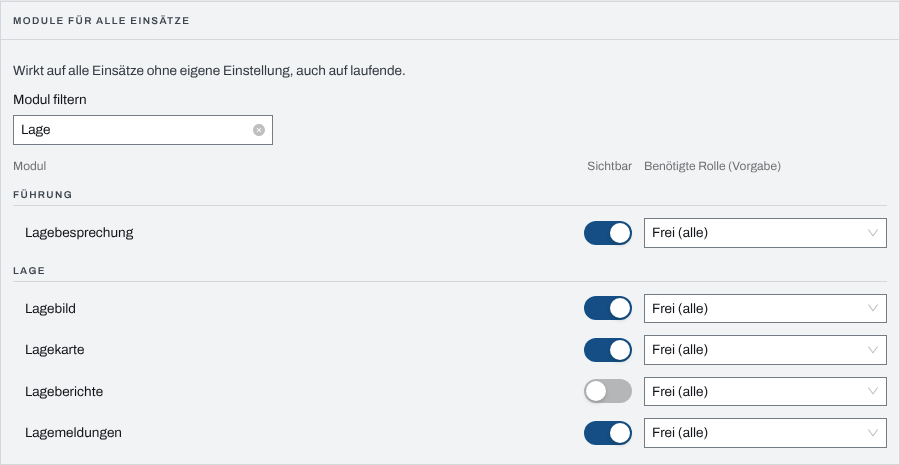 MODULE FÜR ALLE EINSÄTZE
Wirkt auf alle Einsätze ohne eigene Einstellung, auch auf laufende.
Modul filtern
Lage
Modul Sichtbar Benötigte Rolle (Vorgabe)
FÜHRUNG
Lagebesprechung Frei (alle)
LAGE
Lagebild Frei (alle)
Lagekarte Frei (alle)
Lageberichte Frei (alle)
Lagemeldungen Frei (alle)